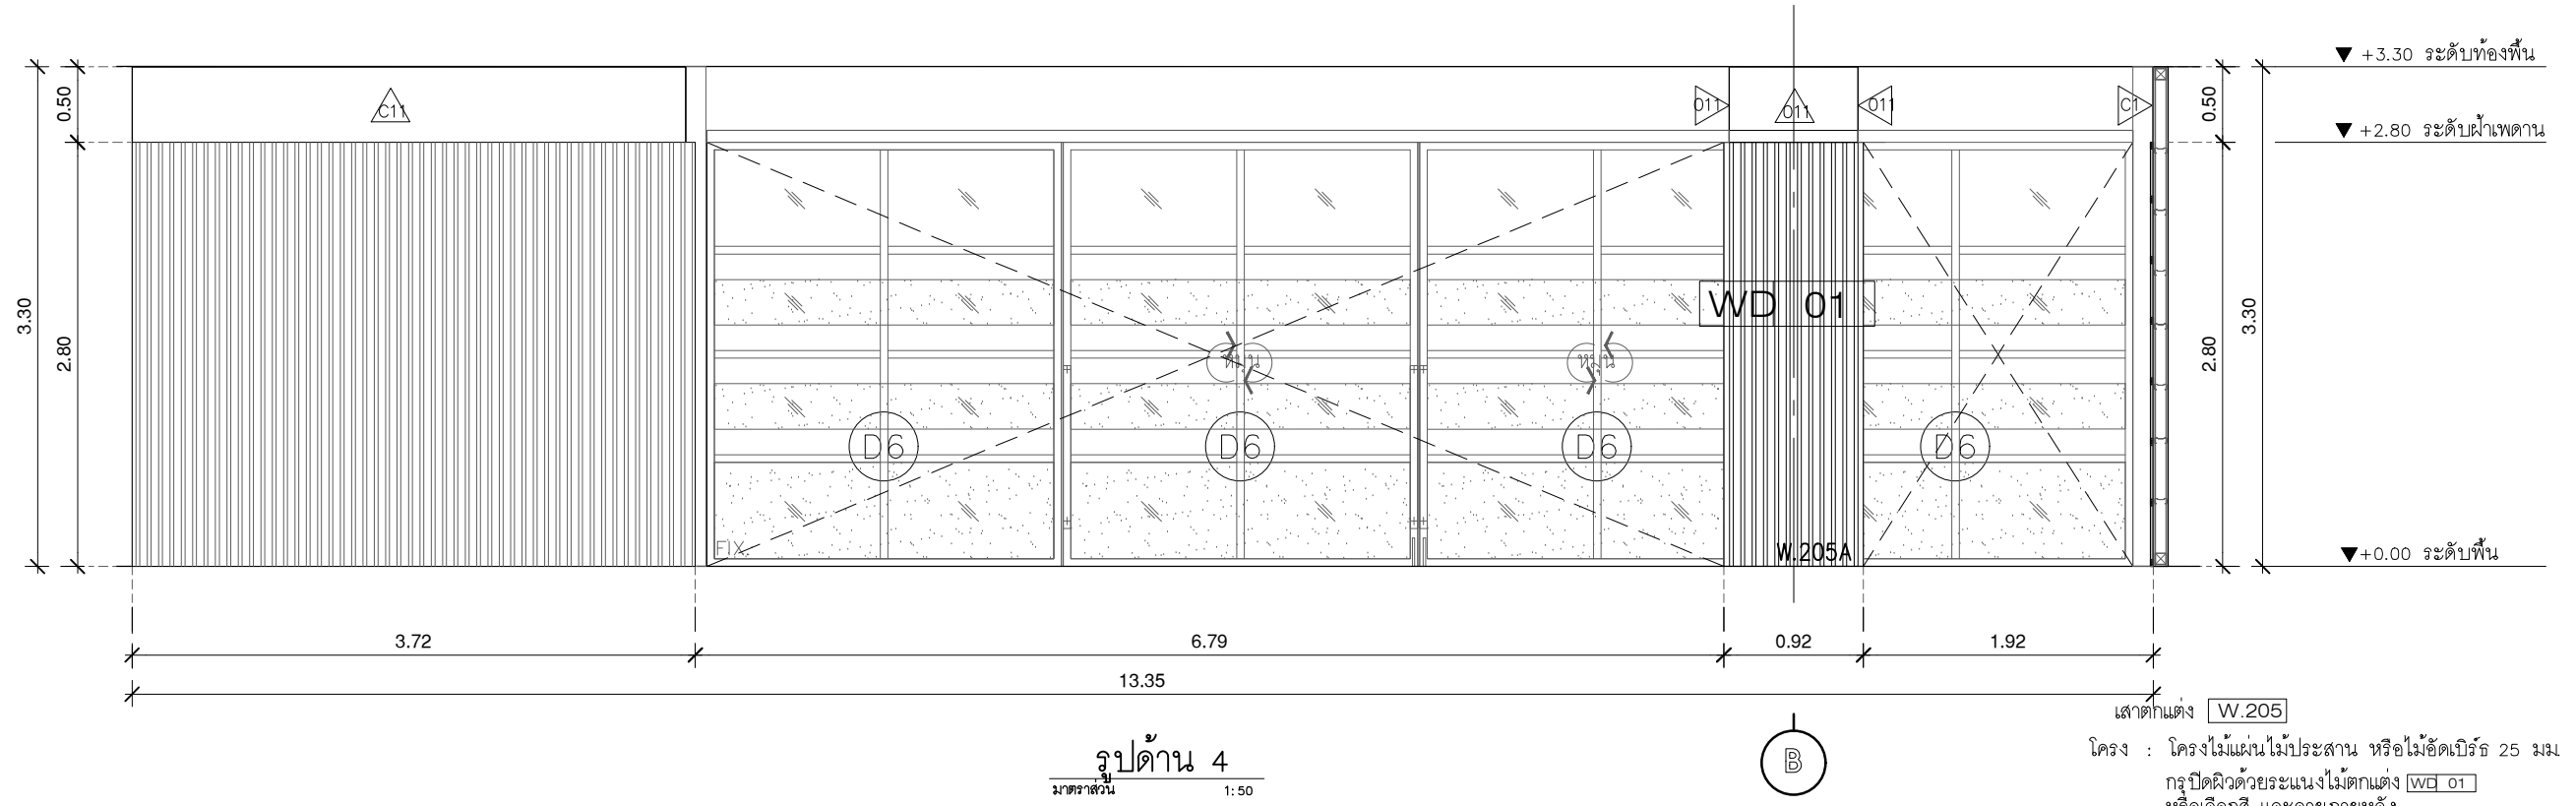 ▼ +3.30 ระดับท้องพื้น
0.50
C11
011
011
011
C1
0.50
▼ +2.80 ระดับฝ้าเพดาน
3.30
2.80
WD 01
2.80
3.30
D6
D6
D6
D6
FIX.
W.205A
▼+0.00 ระดับพื้น
3.72
6.79
0.92
1.92
13.35
เสาตกแต่ง W.205
รูปด้าน 4
มาตราส่วน 1:50
B
โครง : โครงไม้แผ่นไม้ประสาน หรือไม้อัดเบิร์ธ 25 มม
กรุปิดผิวด้วยระแนงไม้ตกแต่ง WD 01